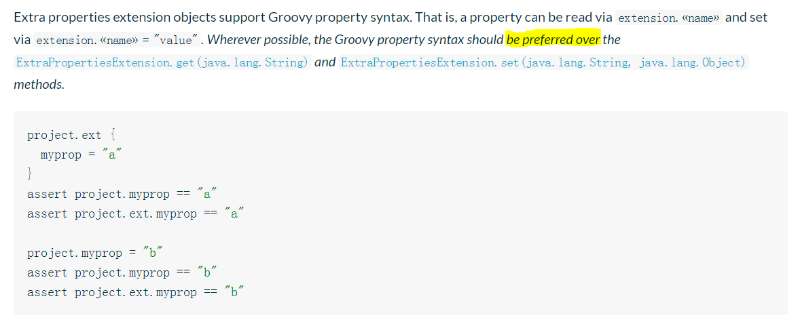 Extra properties extension objects support Groovy property syntax. That is, a property can be read via extension.«name» and set
via extension.«name» = "value". Wherever possible, the Groovy property syntax should be preferred over the
ExtraPropertiesExtension.get(java.lang.String) and ExtraPropertiesExtension.set(java.lang.String, java.lang.Object)
methods.
project.ext {
myprop = "a"
}
assert project.myprop == "a"
assert project.ext.myprop == "a"
project.myprop = "b"
assert project.myprop == "b"
assert project.ext.myprop == "b"